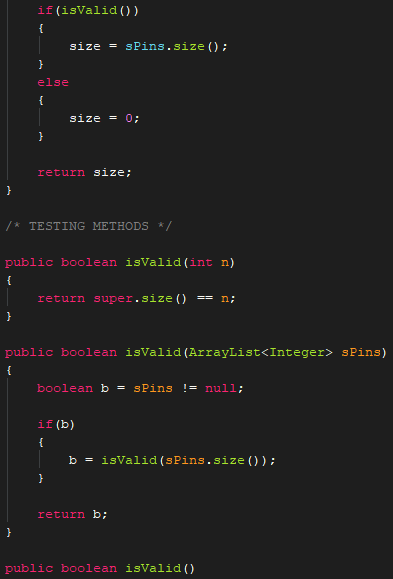 if(isValid())
{
size = sPins.size();
}
else
{
size = 0;
}
return size;
}
/* TESTING METHODS */
public boolean isValid(int n)
{
return super.size() == n;
}
public boolean isValid(ArrayList<Integer> sPins)
{
boolean b = sPins != null;
if(b)
{
b = isValid(sPins.size());
}
return b;
}
public boolean isValid()